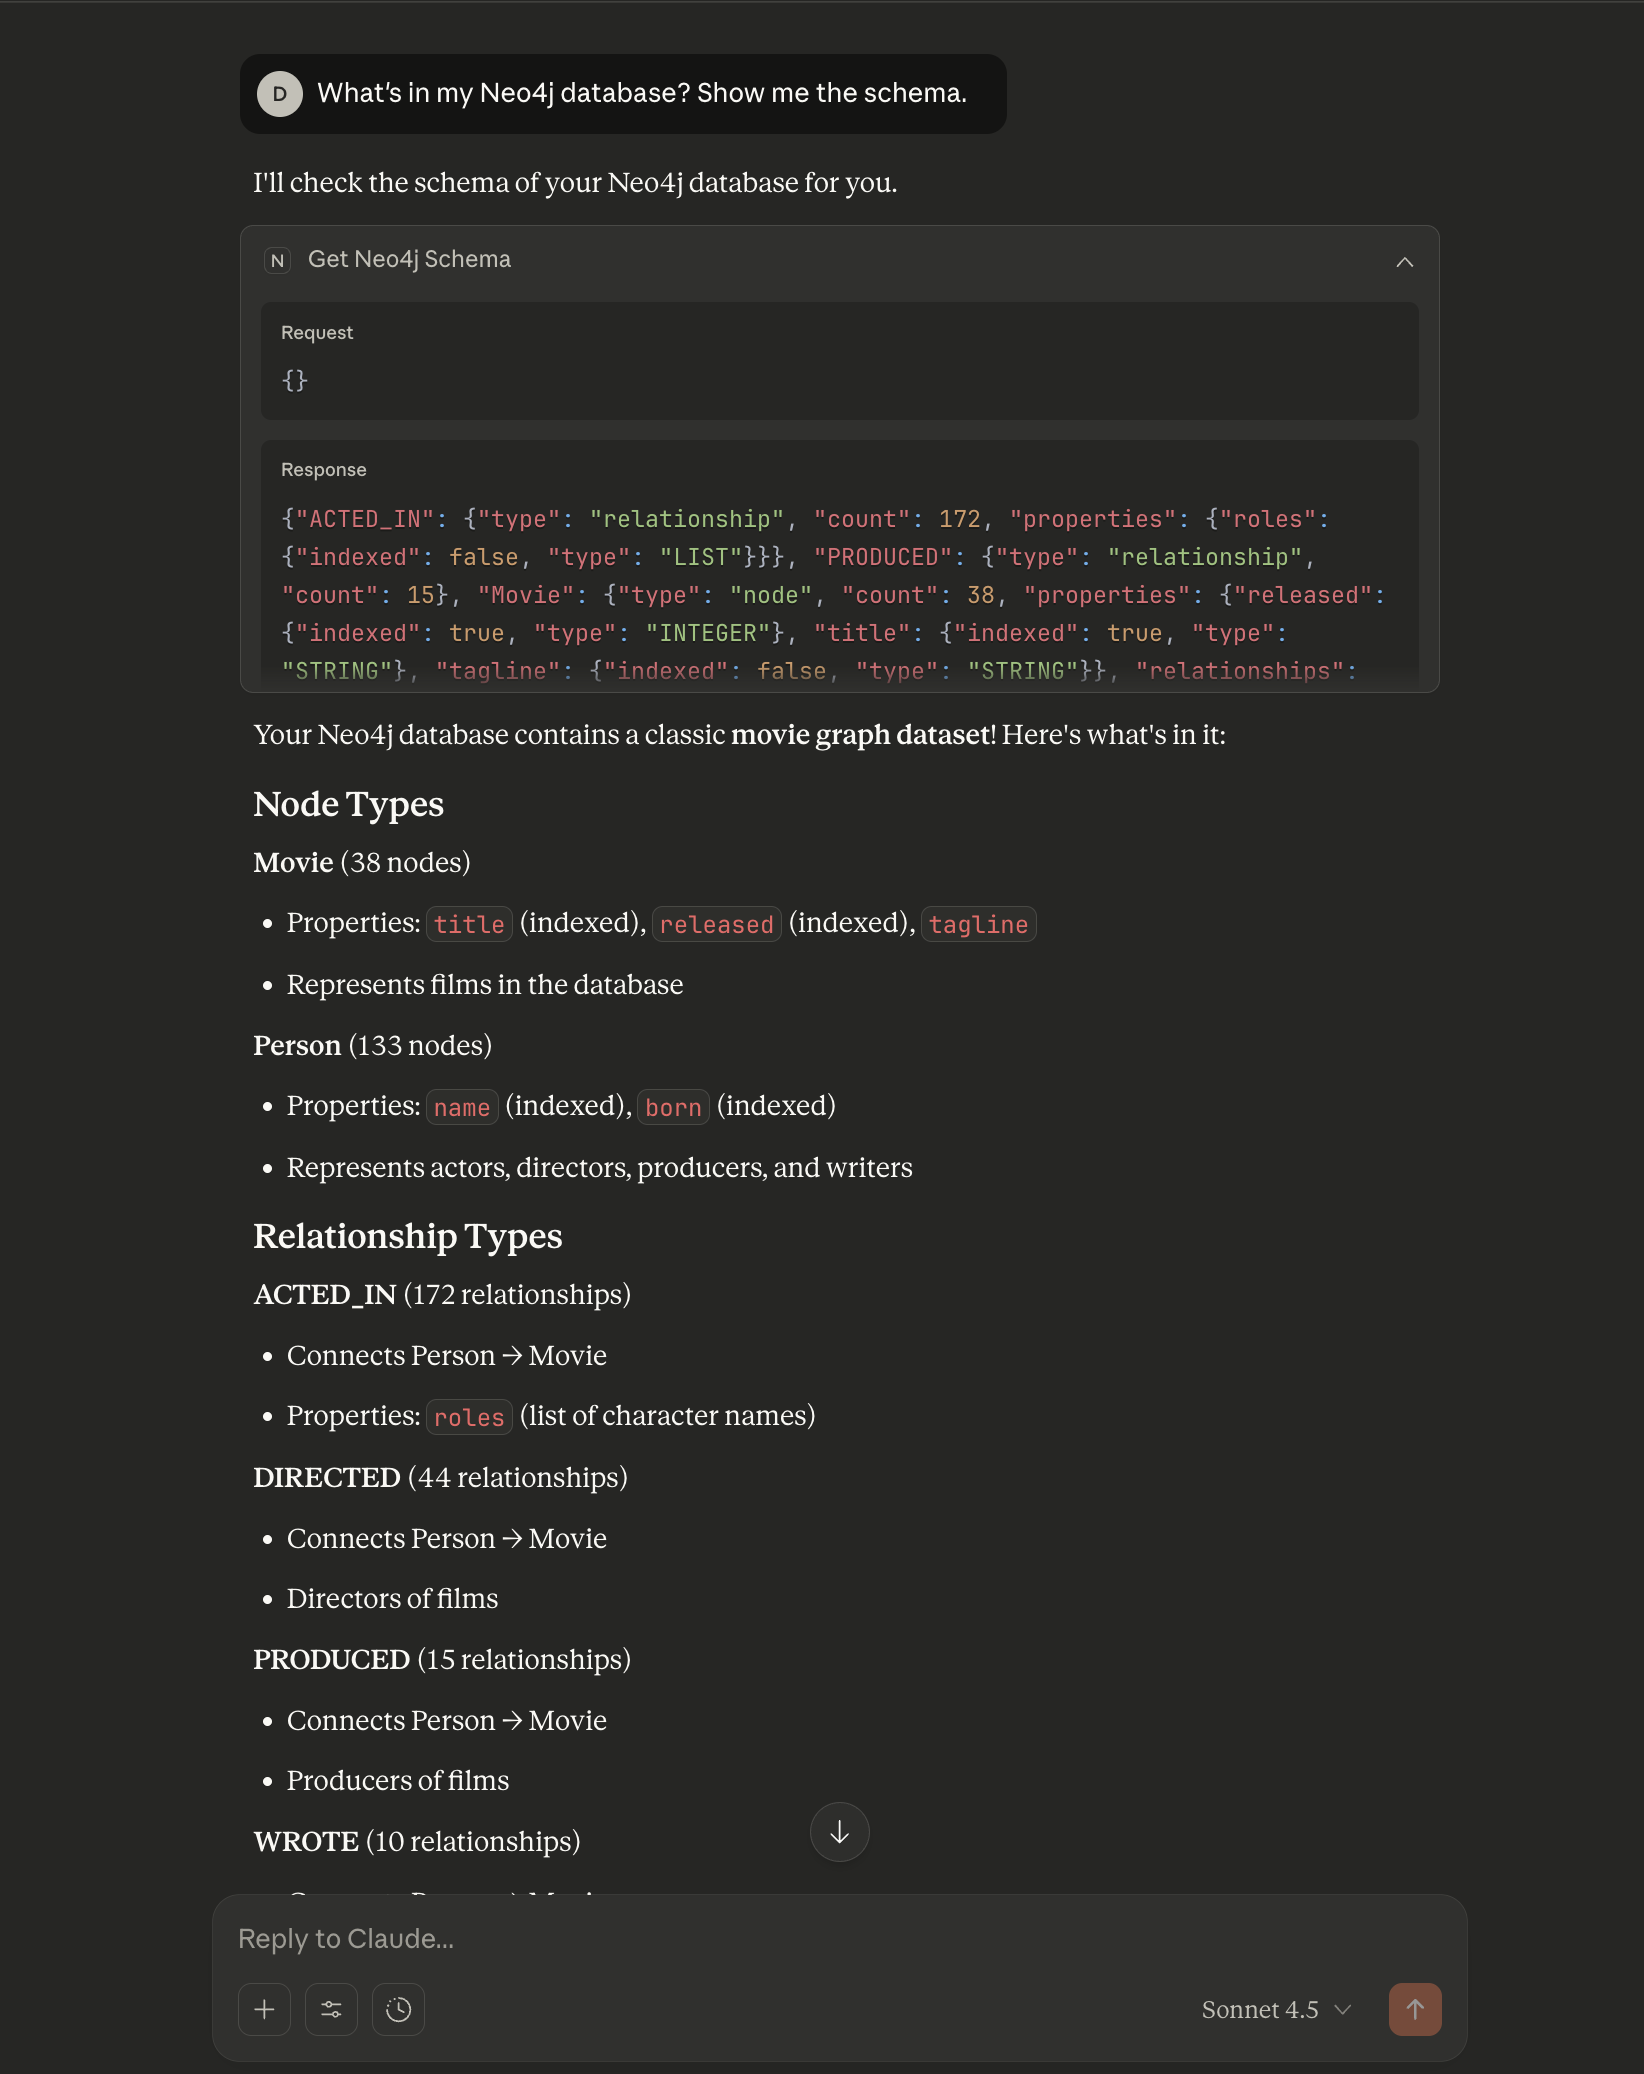 D What's in my Neo4j database? Show me the schema.
I'll check the schema of your Neo4j database for you.
N Get Neo4j Schema
Request
{}
Response
{"ACTED_IN": {"type": "relationship", "count": 172, "properties": {"roles":
{"indexed": false, "type": "LIST"}}}, "PRODUCED": {"type": "relationship",
"count": 15}, "Movie": {"type": "node", "count": 38, "properties": {"released":
{"indexed": true, "type": "INTEGER"}, "title": {"indexed": true, "type":
"STRING"}, "tagline": {"indexed": false, "type": "STRING"}}, "relationships":
Your Neo4j database contains a classic movie graph dataset! Here's what's in it:
Node Types
Movie (38 nodes)
• Properties: title (indexed), released (indexed), tagline
• Represents films in the database
Person (133 nodes)
• Properties: name (indexed), born (indexed)
• Represents actors, directors, producers, and writers
Relationship Types
ACTED_IN (172 relationships)
• Connects Person → Movie
• Properties: roles (list of character names)
DIRECTED (44 relationships)
• Connects Person → Movie
• Directors of films
PRODUCED (15 relationships)
• Connects Person → Movie
• Producers of films
WROTE (10 relationships)
Reply to Claude...
Sonnet 4.5